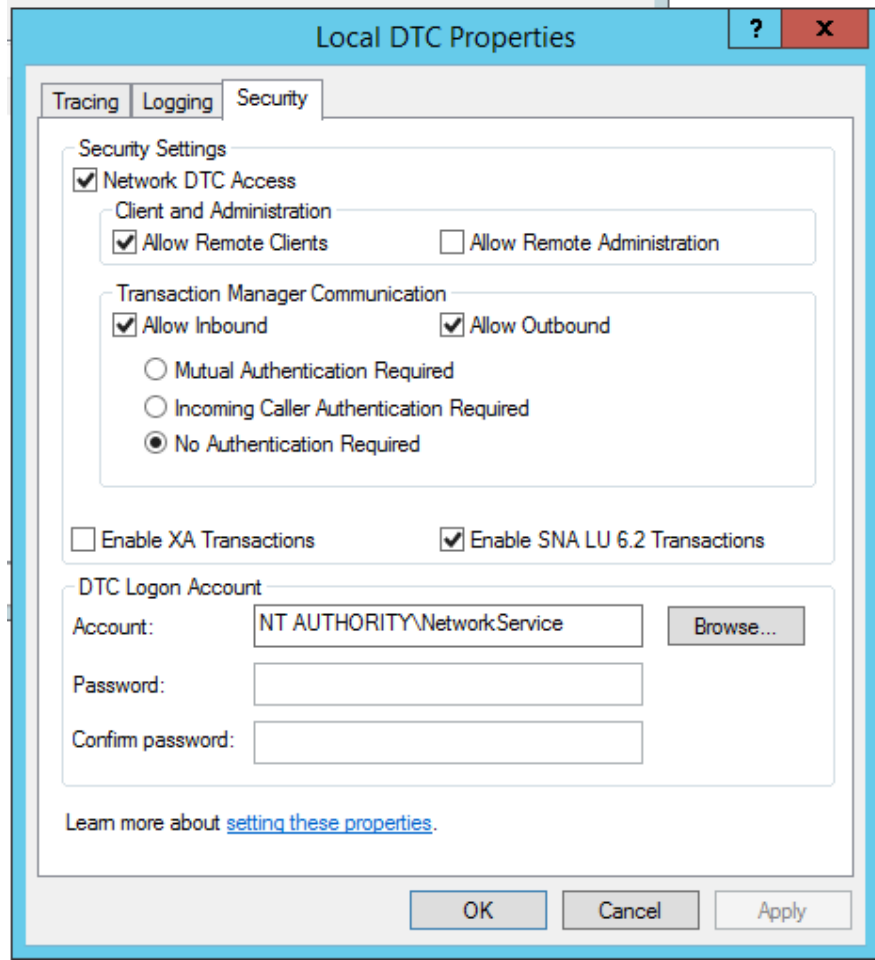 Local DTC Properties
? x
Tracing Logging Security
Security Settings
Network DTC Access
Client and Administration
Allow Remote Clients Allow Remote Administration
Transaction Manager Communication
Allow Inbound Allow Outbound
Mutual Authentication Required
Incoming Caller Authentication Required
No Authentication Required
Enable XA Transactions Enable SNA LU 6.2 Transactions
DTC Logon Account
Account: NT AUTHORITY\NetworkService Browse...
Password:
Confirm password:
Learn more about setting these properties.
OK Cancel Apply